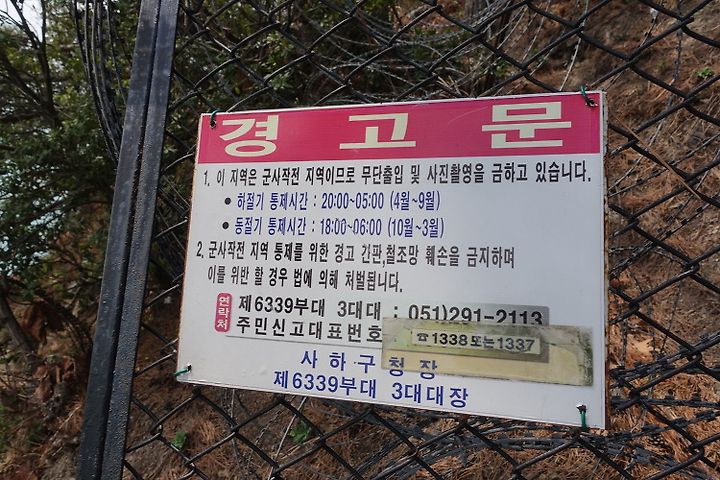 경고문
1. 이 지역은 군사작전 지역이므로 무단출입 및 사진촬영을 금하고 있습니다.
• 하절기 통제시간 : 20:00~05:00 (4월~9월)
• 동절기 통제시간 : 18:00~06:00 (10월~3월)
2. 군사작전 지역 통제를 위한 경고 간판,철조망 훼손을 금지하며
이를 위반 할 경우 법에 의해 처벌됩니다.
연락처
제6339부대 3대대 : 051)291-2113
주민신고대표번호
☎1338 또는 1337
사하구청장
제6339부대 3대대장